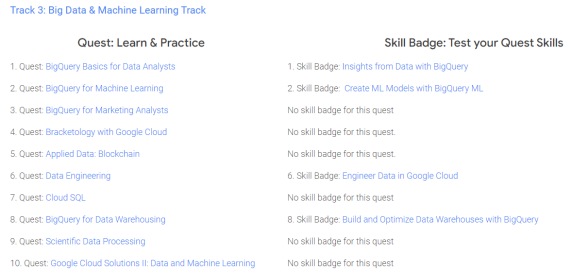 Track 3: Big Data & Machine Learning Track
Quest: Learn & Practice
Skill Badge: Test your Quest Skills
1. Quest: BigQuery Basics for Data Analysts
1. Skill Badge: Insights from Data with BigQuery
2. Quest: BigQuery for Machine Learning
2. Skill Badge: Create ML Models with BigQuery ML
3. Quest: BigQuery for Marketing Analysts
No skill badge for this quest
4. Quest: Bracketology with Google Cloud
No skill badge for this quest.
5. Quest: Applied Data: Blockchain
No skill badge for this quest.
6. Quest: Data Engineering
6. Skill Badge: Engineer Data in Google Cloud
7. Quest: Cloud SQL
No skill badge for this quest
8. Quest: BigQuery for Data Warehousing
8. Skill Badge: Build and Optimize Data Warehouses with BigQuery
9. Quest: Scientific Data Processing
No skill badge for this quest
10. Quest: Google Cloud Solutions II: Data and Machine Learning
No skill badge for this quest